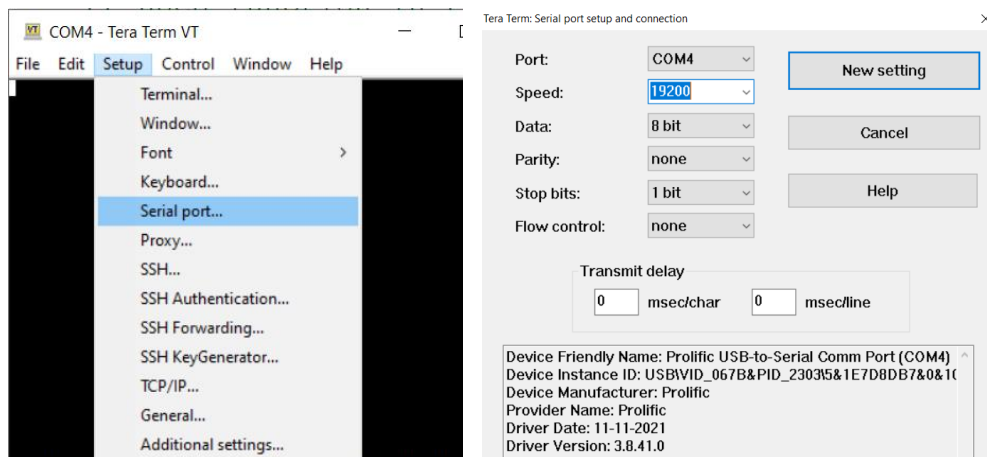 VT COM4 - Tera Term VT
File Edit Setup Control Window Help
Terminal...
Window...
Font
Keyboard...
Serial port...
Proxy...
SSH...
SSH Authentication...
SSH Forwarding...
SSH KeyGenerator...
TCP/IP...
General...
Additional settings...
Tera Term: Serial port setup and connection
Port: COM4 New setting
Speed: 19200
Data: 8 bit Cancel
Parity: none
Stop bits: 1 bit Help
Flow control: none
Transmit delay
0 msec/char 0 msec/line
Device Friendly Name: Prolific USB-to-Serial Comm Port (COM4)
Device Instance ID: USB\VID_067B&PID_2303\5&1E7D8DB7&0&10
Device Manufacturer: Prolific
Provider Name: Prolific
Driver Date: 11-11-2021
Driver Version: 3.8.41.0